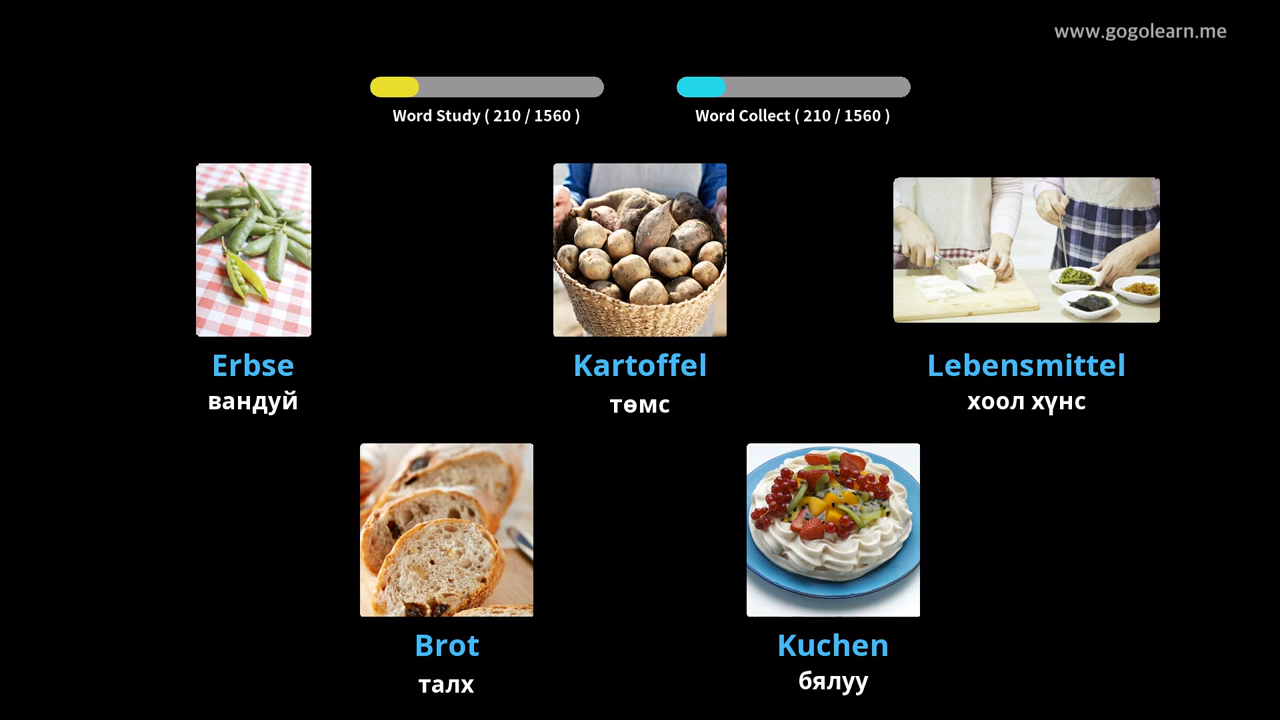 www.gogolearn.me
Word Study ( 210 / 1560 )
Word Collect ( 210 / 1560 )
Erbse
вандуй
Kartoffel
төмс
Lebensmittel
хоол хүнс
Brot
талх
Kuchen
бялуу